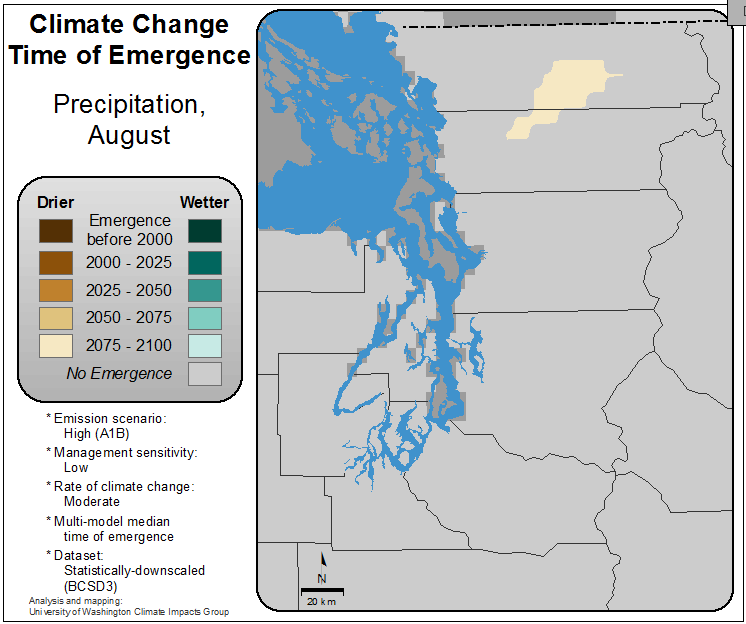 Climate Change
Time of Emergence
Precipitation,
August
Drier
Wetter
Emergence
before 2000
2000 - 2025
2025 - 2050
2050 - 2075
2075 - 2100
No Emergence
* Emission scenario:
High (A1B)
* Management sensitivity:
Low
* Rate of climate change:
Moderate
* Multi-model median
time of emergence
* Dataset:
Statistically-downscaled
(BCSD3)
Analysis and mapping:
University of Washington Climate Impacts Group
N
20 km